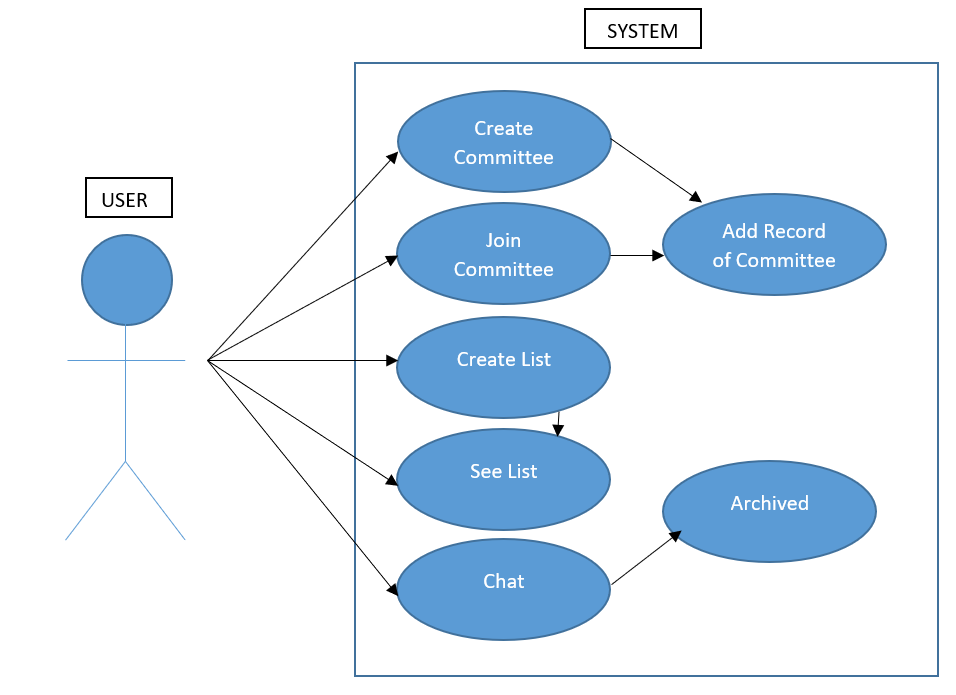 SYSTEM
USER
Create
Committee
Join
Committee
Add Record
of Committee
Create List
See List
Archived
Chat